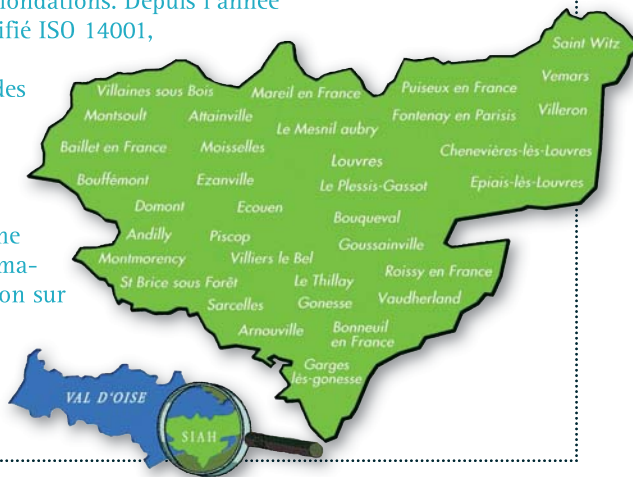 ondations. Depuis l'année
ifié ISO 14001,
des
ne
ma-
on sur
Saint Witz
Vemars
Villaines sous Bois
Mareil en France
Puiseux en France
Montsoult
Attainville
Fontenay en Parisis
Villeron
Le Mesnil aubry
Baillet en France
Moisselles
Louvres
Chenevières-lès-Louvres
Bouffémont
Ezanville
Le Plessis-Gassot
Epiais-lès-Louvres
Domont
Ecouen
Bouqueval
Andilly
Piscop
Goussainville
Montmorency
Villiers le Bel
Roissy en France
St Brice sous Forêt
Le Thillay
Vaudherland
Sarcelles
Gonesse
Arnouville
Bonneuil
en France
Garges
lès-gonesse
VAL D'OISE
SIAH